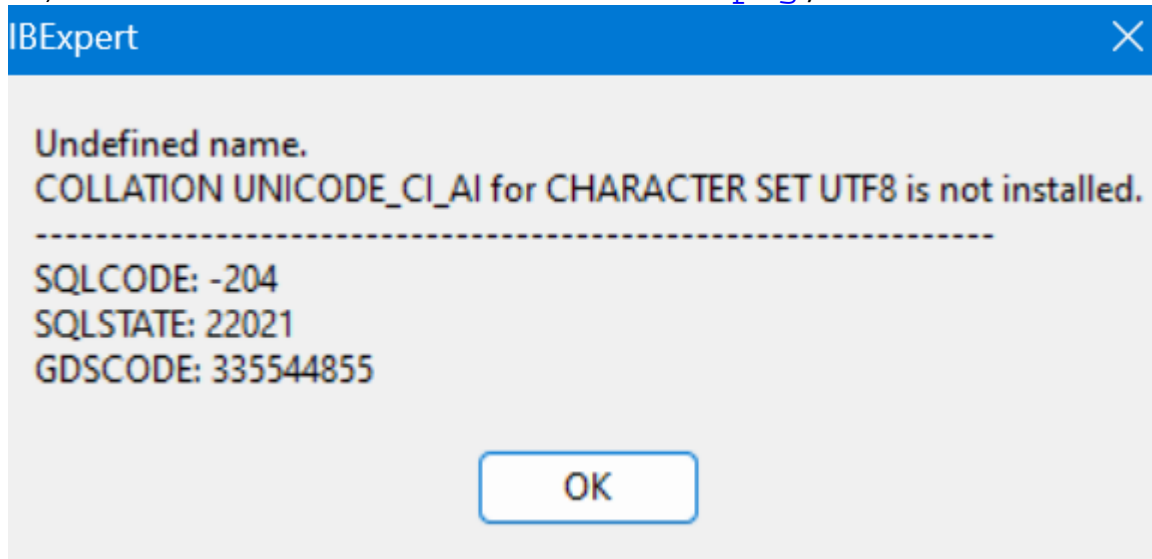 IBExpert
Undefined name.
COLLATION UNICODE_CI_AI for CHARACTER SET UTF8 is not installed.
----------------------------------------------------------------
SQLCODE: -204
SQLSTATE: 22021
GDSCODE: 335544855
OK